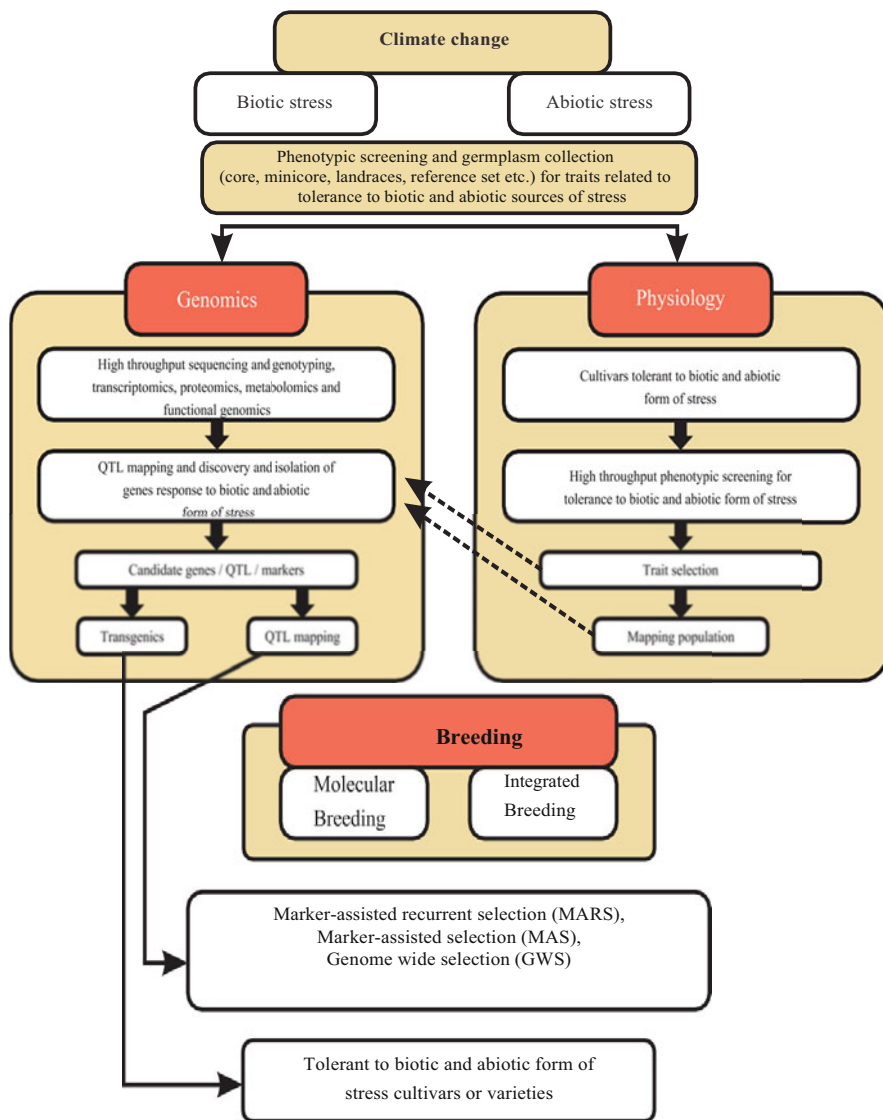 Climate change
Biotic stress
Abiotic stress
Phenotypic screening and germplasm collection
(core, minicore, landraces, reference set etc.) for traits related to
tolerance to biotic and abiotic sources of stress
Genomics
High throughput sequencing and genotyping,
transcriptomics, proteomics, metabolomics and
functional genomics
QTL mapping and discovery and isolation of
genes response to biotic and abiotic
form of stress
Candidate genes / QTL / markers
Transgenics
QTL mapping
Physiology
Cultivars tolerant to biotic and abiotic
form of stress
High throughput phenotypic screening for
tolerance to biotic and abiotic form of stress
Trait selection
Mapping population
Breeding
Molecular
Breeding
Integrated
Breeding
Marker-assisted recurrent selection (MARS),
Marker-assisted selection (MAS),
Genome wide selection (GWS)
Tolerant to biotic and abiotic form of
stress cultivars or varieties